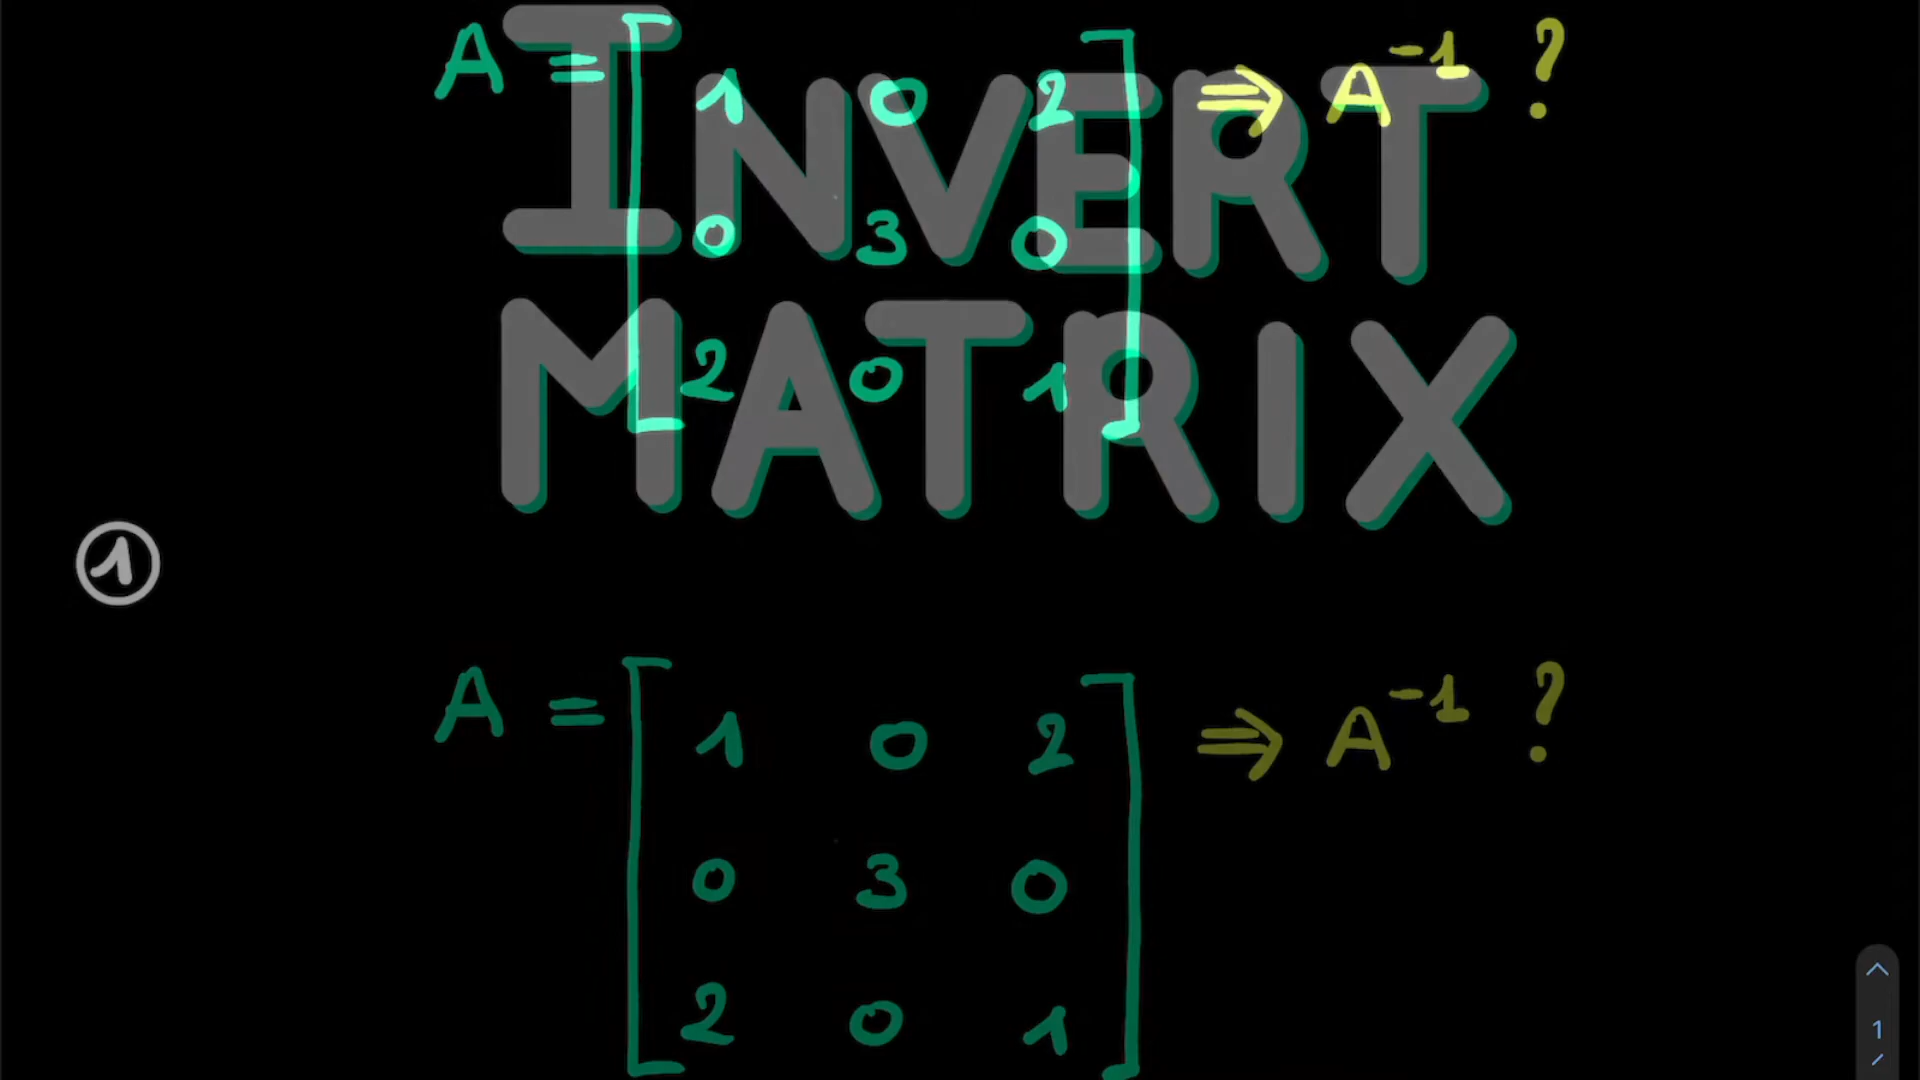 INVERT
A = [ 1 0 2 ⇒ A⁻¹ ?
0 3 0
2 0 1 ]
MATRIX
①
A = [ 1 0 2 ⇒ A⁻¹ ?
0 3 0
2 0 1 ]
1
/